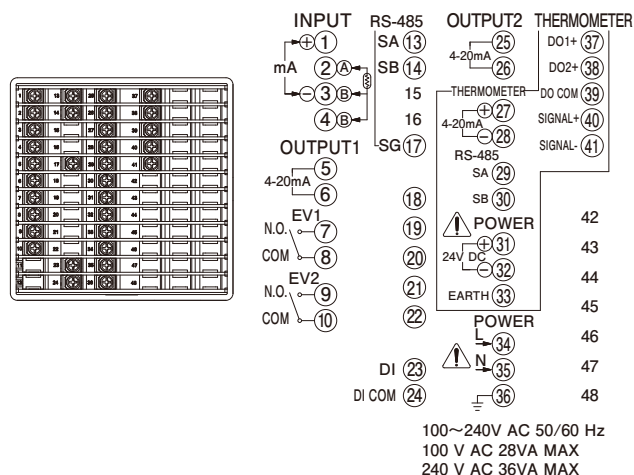 INPUT RS-485 OUTPUT2 THERMOMETER
+ 1 SA 13 25 DO1+ 37
mA 2 A SB 14 4-20mA 26 DO2+ 38
- 3 B 15 THERMOMETER DO COM 39
4 B 16 4-20mA + 27 SIGNAL+ 40
OUTPUT1 SG 17 - 28 SIGNAL- 41
4-20mA 5 RS-485
6 SA 29
18 SB 30
EV1 POWER 42
N.O. 7 19 24V DC + 31 43
COM 8 20 - 32 44
EV2 21 EARTH 33 45
N.O. 9 22 POWER
COM 10 L 34 46
DI 23 N 35 47
DI COM 24 36 48
100~240V AC 50/60 Hz
100 V AC 28VA MAX
240 V AC 36VA MAX